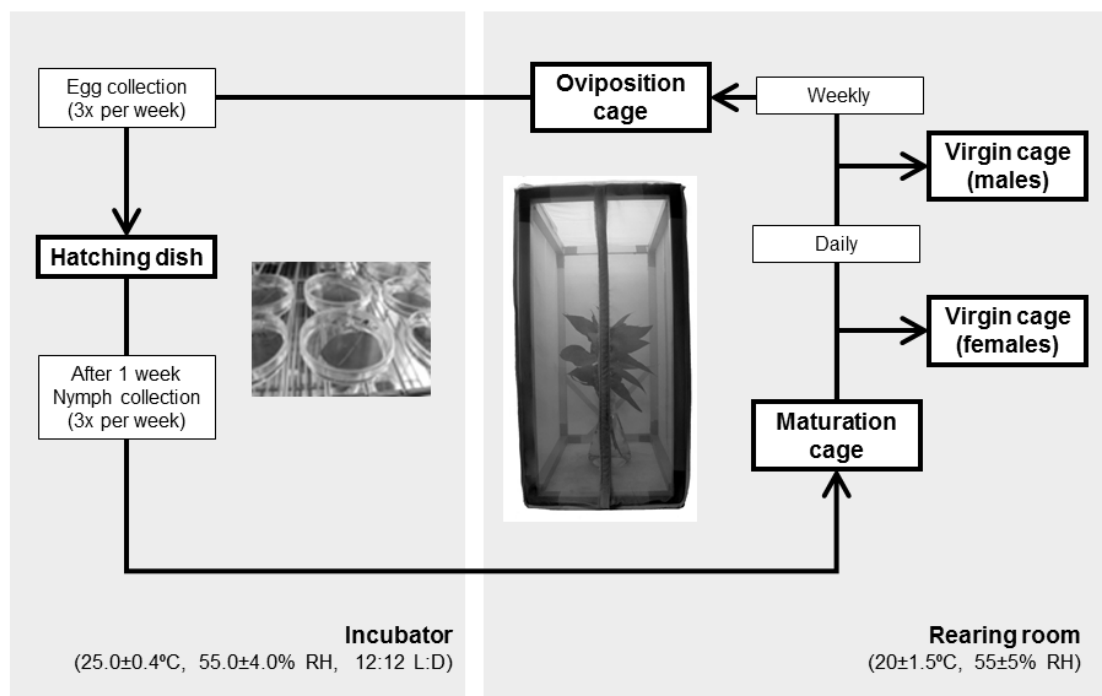 Egg collection
(3x per week)
Oviposition
cage
Weekly
Virgin cage
(males)
Hatching dish
Daily
Virgin cage
(females)
After 1 week
Nymph collection
(3x per week)
Maturation
cage
Incubator
(25.0±0.4ºC, 55.0±4.0% RH, 12:12 L:D)
Rearing room
(20±1.5ºC, 55±5% RH)